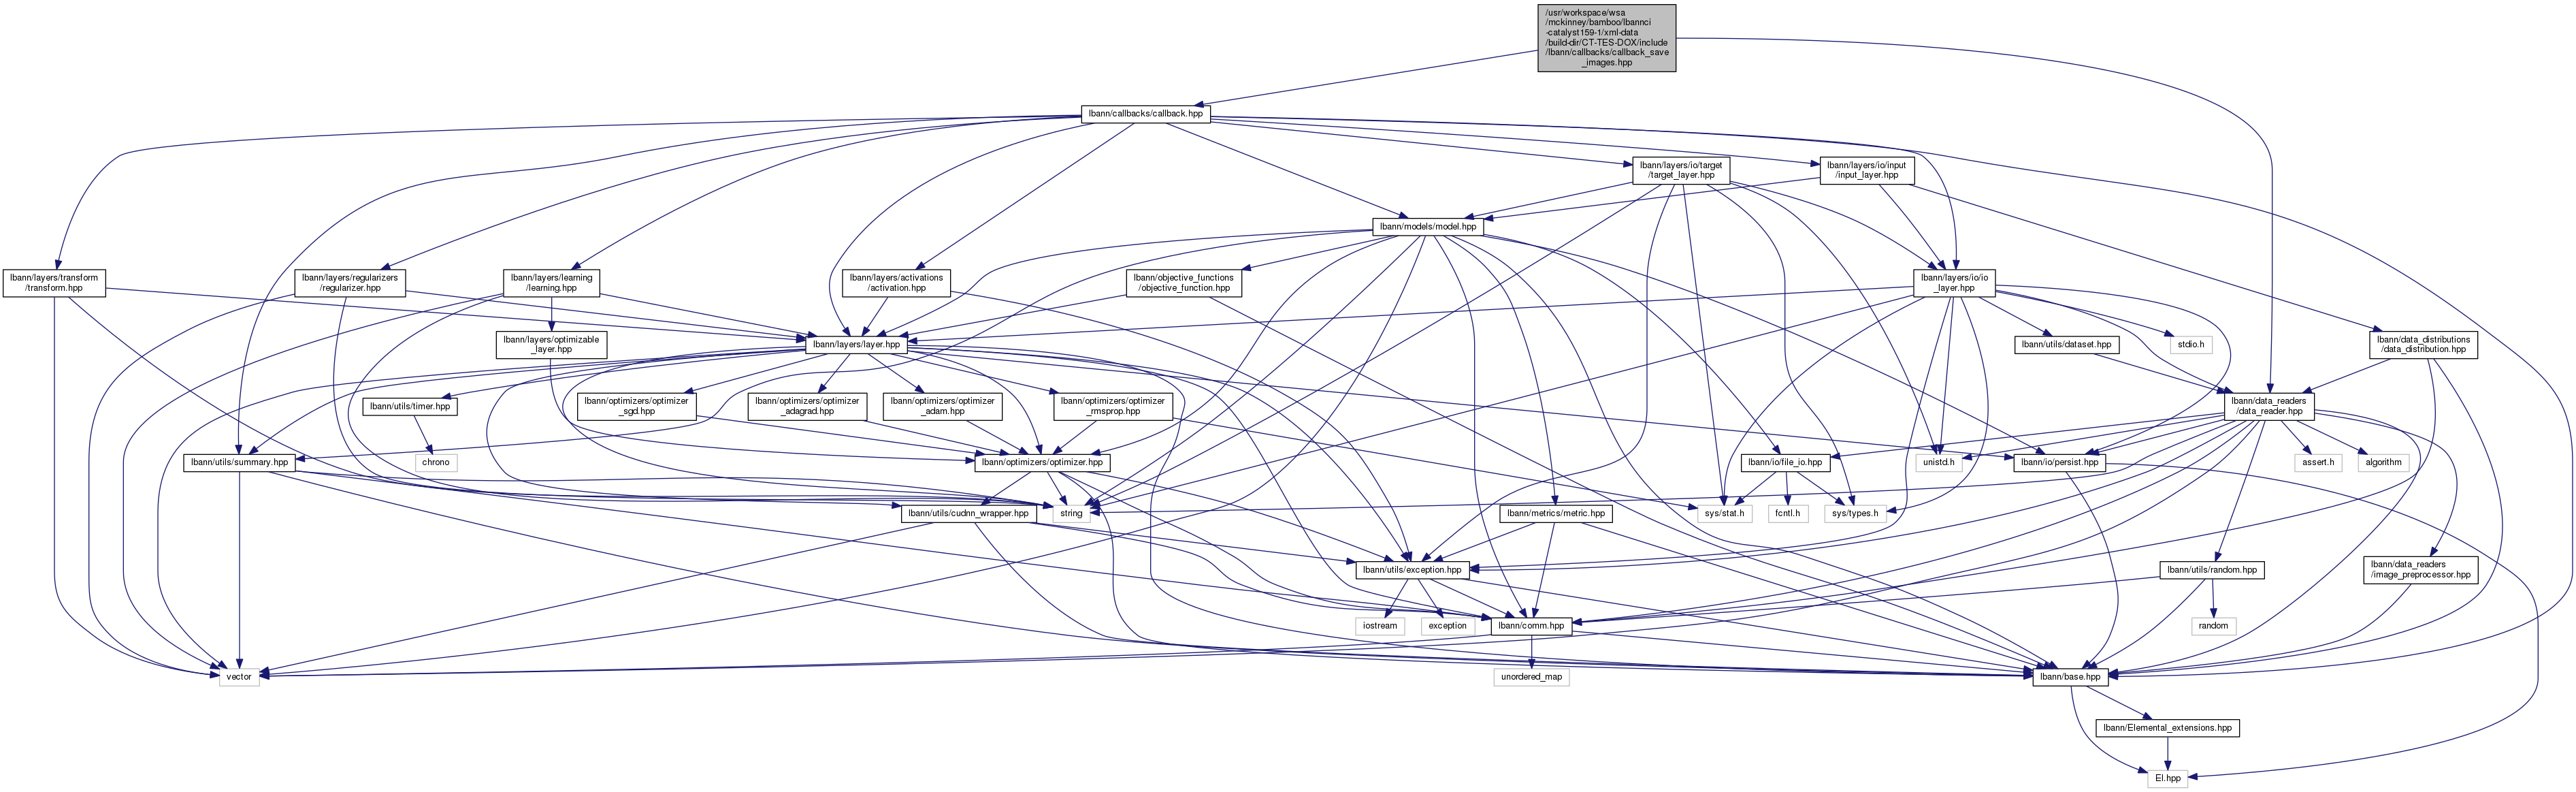 /usr/workspace/wsa
/mckinney/bamboo/lbannci
-catalyst159-1/xml-data
/build-dir/CT-TES-DOX/include
/lbann/callbacks/callback_save
_images.hpp
lbann/callbacks/callback.hpp
lbann/layers/io/target
/target_layer.hpp
lbann/layers/io/input
/input_layer.hpp
lbann/models/model.hpp
lbann/layers/transform
/transform.hpp
lbann/layers/regularizers
/regularizer.hpp
lbann/layers/learning
/learning.hpp
lbann/layers/activations
/activation.hpp
lbann/objective_functions
/objective_function.hpp
lbann/layers/io/io
_layer.hpp
lbann/layers/optimizable
_layer.hpp
lbann/layers/layer.hpp
lbann/utils/dataset.hpp
stdio.h
lbann/data_distributions
/data_distribution.hpp
lbann/utils/timer.hpp
lbann/optimizers/optimizer
_sgd.hpp
lbann/optimizers/optimizer
_adagrad.hpp
lbann/optimizers/optimizer
_adam.hpp
lbann/optimizers/optimizer
_rmsprop.hpp
lbann/data_readers
/data_reader.hpp
lbann/utils/summary.hpp
chrono
lbann/optimizers/optimizer.hpp
lbann/io/file_io.hpp
unistd.h
lbann/io/persist.hpp
assert.h
algorithm
string
lbann/utils/cudnn_wrapper.hpp
lbann/metrics/metric.hpp
sys/stat.h
fcntl.h
sys/types.h
lbann/utils/exception.hpp
lbann/utils/random.hpp
lbann/data_readers
/image_preprocessor.hpp
iostream
exception
lbann/comm.hpp
random
vector
unordered_map
lbann/base.hpp
lbann/Elemental_extensions.hpp
El.hpp